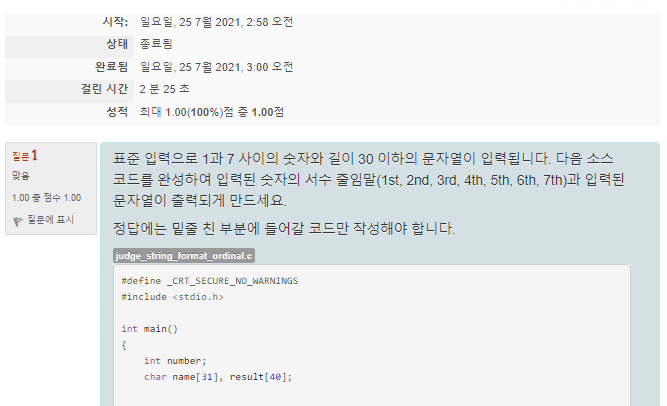 시작: 일요일, 25 7월 2021, 2:58 오전
상태 종료됨
완료됨 일요일, 25 7월 2021, 3:00 오전
걸린 시간 2 분 25 초
성적 최대 1.00(100%)점 중 1.00점
질문 1
맞음
1.00 중 점수 1.00
질문에 표시
표준 입력으로 1과 7 사이의 숫자와 길이 30 이하의 문자열이 입력됩니다. 다음 소스
코드를 완성하여 입력된 숫자의 서수 줄임말(1st, 2nd, 3rd, 4th, 5th, 6th, 7th)과 입력된
문자열이 출력되게 만드세요.
정답에는 밑줄 친 부분에 들어갈 코드만 작성해야 합니다.
judge_string_format_ordinal.c
#define _CRT_SECURE_NO_WARNINGS
#include <stdio.h>
int main()
{
int number;
char name[31], result[40];